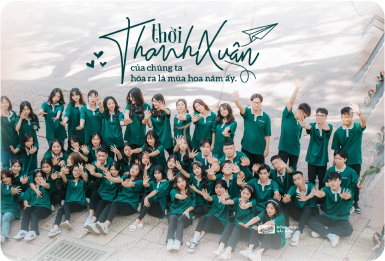 thời
Thanh Xuân
của chúng ta
hóa ra là mùa hoa năm ấy.